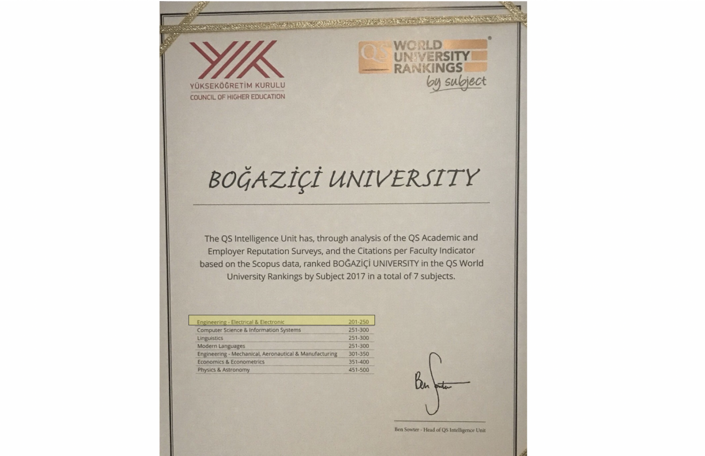 YÜKSEKÖĞRETİM KURULU
COUNCIL OF HIGHER EDUCATION
QS WORLD
UNIVERSITY
RANKINGS
by subject
BOĞAZİÇİ UNIVERSITY
The QS Intelligence Unit has, through analysis of the QS Academic and
Employer Reputation Surveys, and the Citations per Faculty Indicator
based on the Scopus data, ranked BOĞAZİÇİ UNIVERSITY in the QS World
University Rankings by Subject 2017 in a total of 7 subjects.
Engineering - Electrical & Electronic 201-250
Computer Science & Information Systems 251-300
Linguistics 251-300
Modern Languages 251-300
Engineering - Mechanical, Aeronautical & Manufacturing 301-350
Economics & Econometrics 351-400
Physics & Astronomy 451-500
Ben Sowter - Head of QS Intelligence Unit